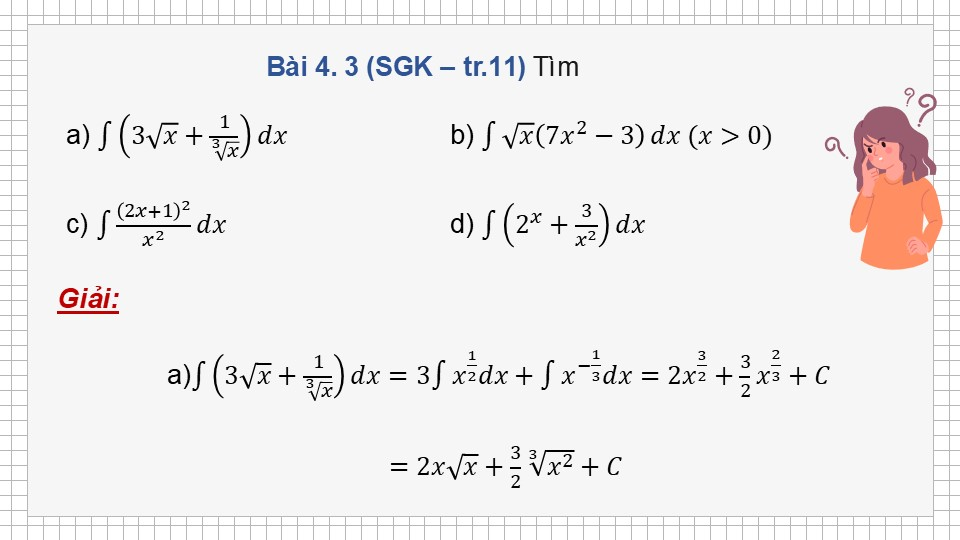 Bài 4. 3 (SGK – tr.11) Tìm
a) ∫(3√x + 1/∛x)dx b) ∫√x(7x² − 3) dx (x > 0)
c) ∫(2x+1)²/x² dx d) ∫(2ˣ + 3/x²)dx
Giải:
a)∫(3√x + 1/∛x)dx = 3∫x^(1/2)dx + ∫x^(−1/3)dx = 2x^(3/2) + 3/2 x^(2/3) + C
= 2x√x + 3/2 ∛(x²) + C